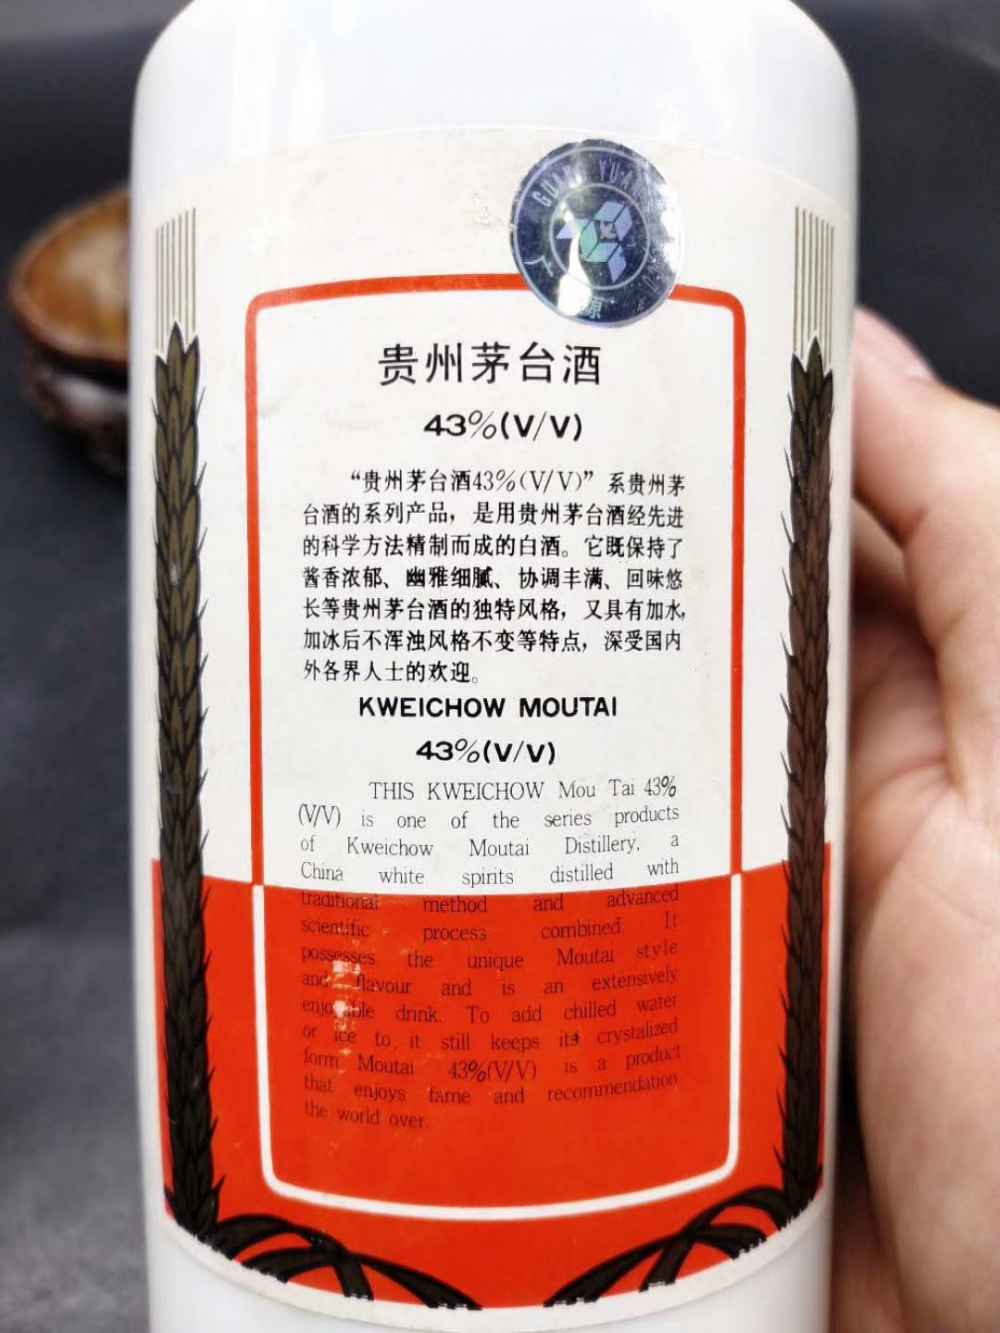 GUANG YUAN
原
贵州茅台酒
43%(V/V)
“贵州茅台酒43%(V/V)”系贵州茅
台酒的系列产品，是用贵州茅台酒经先进
的科学方法精制而成的白酒。它既保持了
酱香浓郁、幽雅细腻、协调丰满、回味悠
长等贵州茅台酒的独特风格，又具有加水，
加冰后不浑浊风格不变等特点，深受国内
外各界人士的欢迎。
KWEICHOW MOUTAI
43%(V/V)
THIS KWEICHOW Mou Tai 43%
(V/V) is one of the series products
of Kweichow Moutai Distillery, a
China white spirits distilled with
traditional method and advanced
scientific process combined. It
possesses the unique Moutai style
and flavour and is an extensively
enjoyable drink. To add chilled water
or ice to it still keeps its crystalized
form Moutai 43%(V/V) is a product
that enjoys fame and recommendation
the world over.